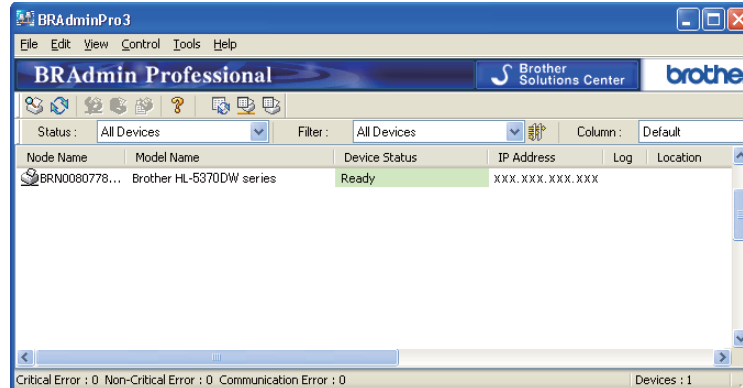 BRAdminPro3
File Edit View Control Tools Help
BRAdmin Professional Brother Solutions Center brothe
Status : All Devices Filter : All Devices Column : Default
Node Name Model Name Device Status IP Address Log Location
BRN0080778... Brother HL-5370DW series Ready XXX.XXX.XXX.XXX
Critical Error : 0 Non-Critical Error : 0 Communication Error : 0 Devices : 1